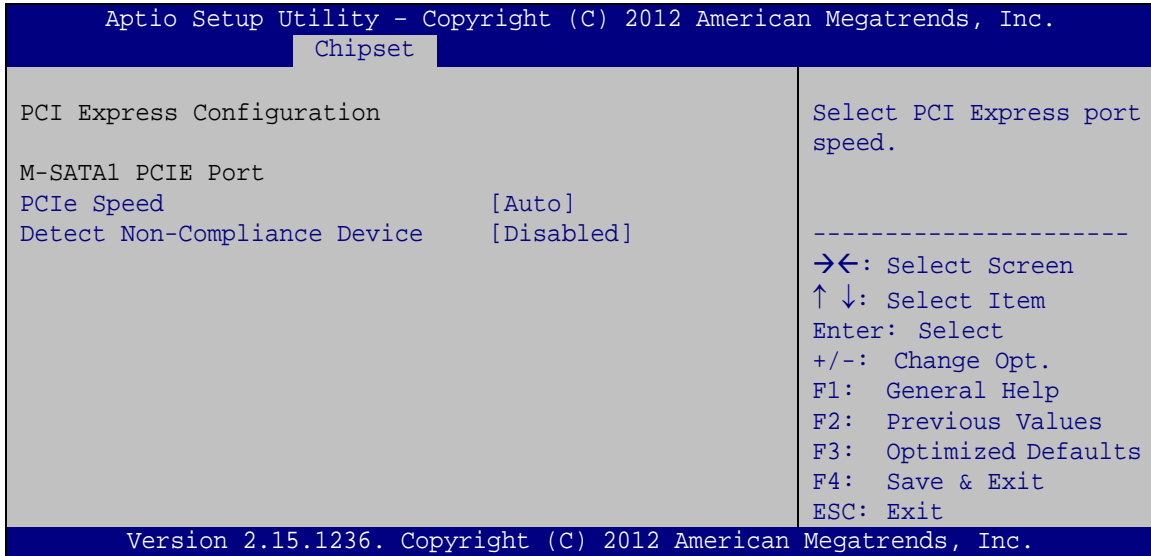 Aptio Setup Utility – Copyright (C) 2012 American Megatrends, Inc.
Chipset
PCI Express Configuration
M-SATA1 PCIE Port
PCIe Speed [Auto]
Detect Non-Compliance Device [Disabled]
Select PCI Express port
speed.
----------------------
→←: Select Screen
↑ ↓: Select Item
Enter: Select
+/-: Change Opt.
F1: General Help
F2: Previous Values
F3: Optimized Defaults
F4: Save & Exit
ESC: Exit
Version 2.15.1236. Copyright (C) 2012 American Megatrends, Inc.